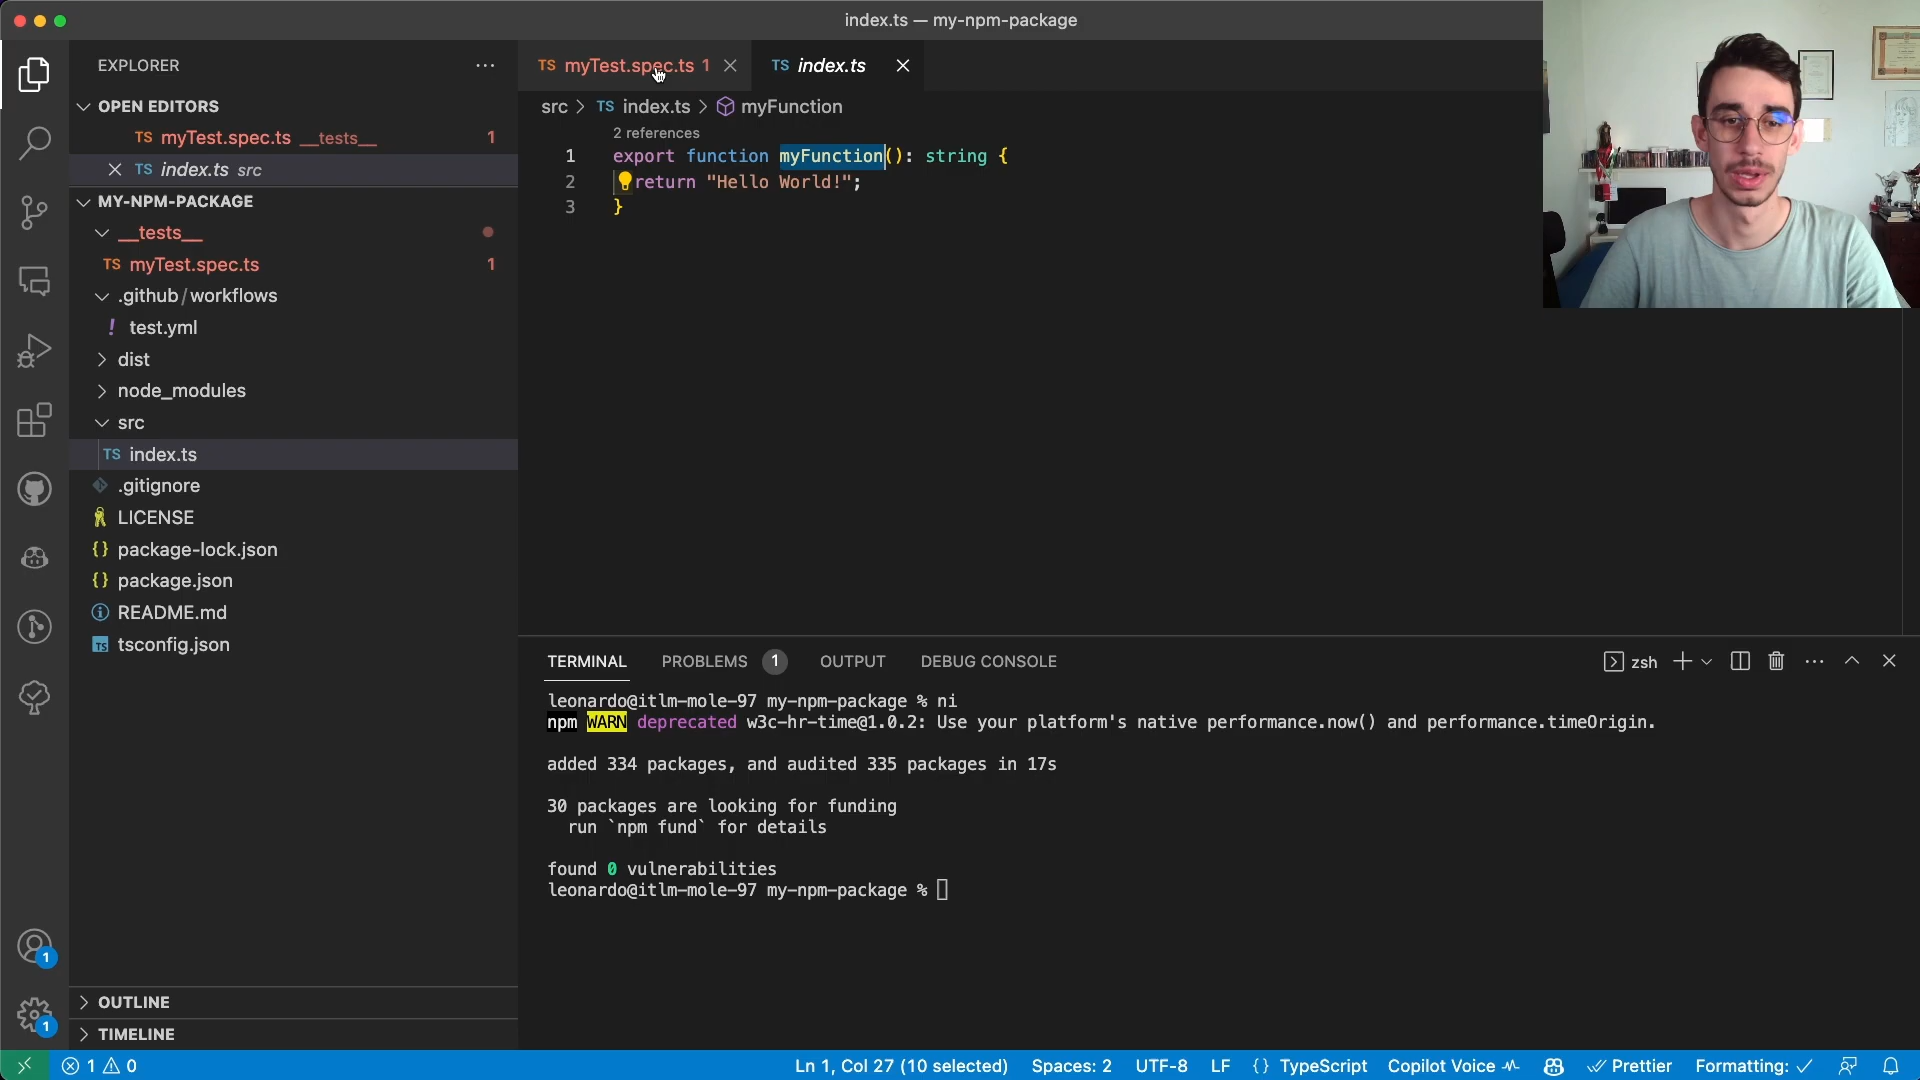 index.ts — my-npm-package
EXPLORER
OPEN EDITORS
TS myTest.spec.ts __tests__ 1
TS index.ts src
MY-NPM-PACKAGE
__tests__
TS myTest.spec.ts 1
.github/workflows
! test.yml
dist
node_modules
src
TS index.ts
.gitignore
LICENSE
{} package-lock.json
{} package.json
README.md
TS tsconfig.json
OUTLINE
TIMELINE
1
1
TS myTest.spec.ts 1
TS index.ts
src > TS index.ts > myFunction
2 references
1 export function myFunction(): string {
2 return "Hello World!";
3 }
TERMINAL PROBLEMS 1 OUTPUT DEBUG CONSOLE
zsh
leonardo@itlm-mole-97 my-npm-package % ni
npm WARN deprecated w3c-hr-time@1.0.2: Use your platform's native performance.now() and performance.timeOrigin.
added 334 packages, and audited 335 packages in 17s
30 packages are looking for funding
run `npm fund` for details
found 0 vulnerabilities
leonardo@itlm-mole-97 my-npm-package %
1 0 Ln 1, Col 27 (10 selected) Spaces: 2 UTF-8 LF {} TypeScript Copilot Voice Prettier Formatting: ✓